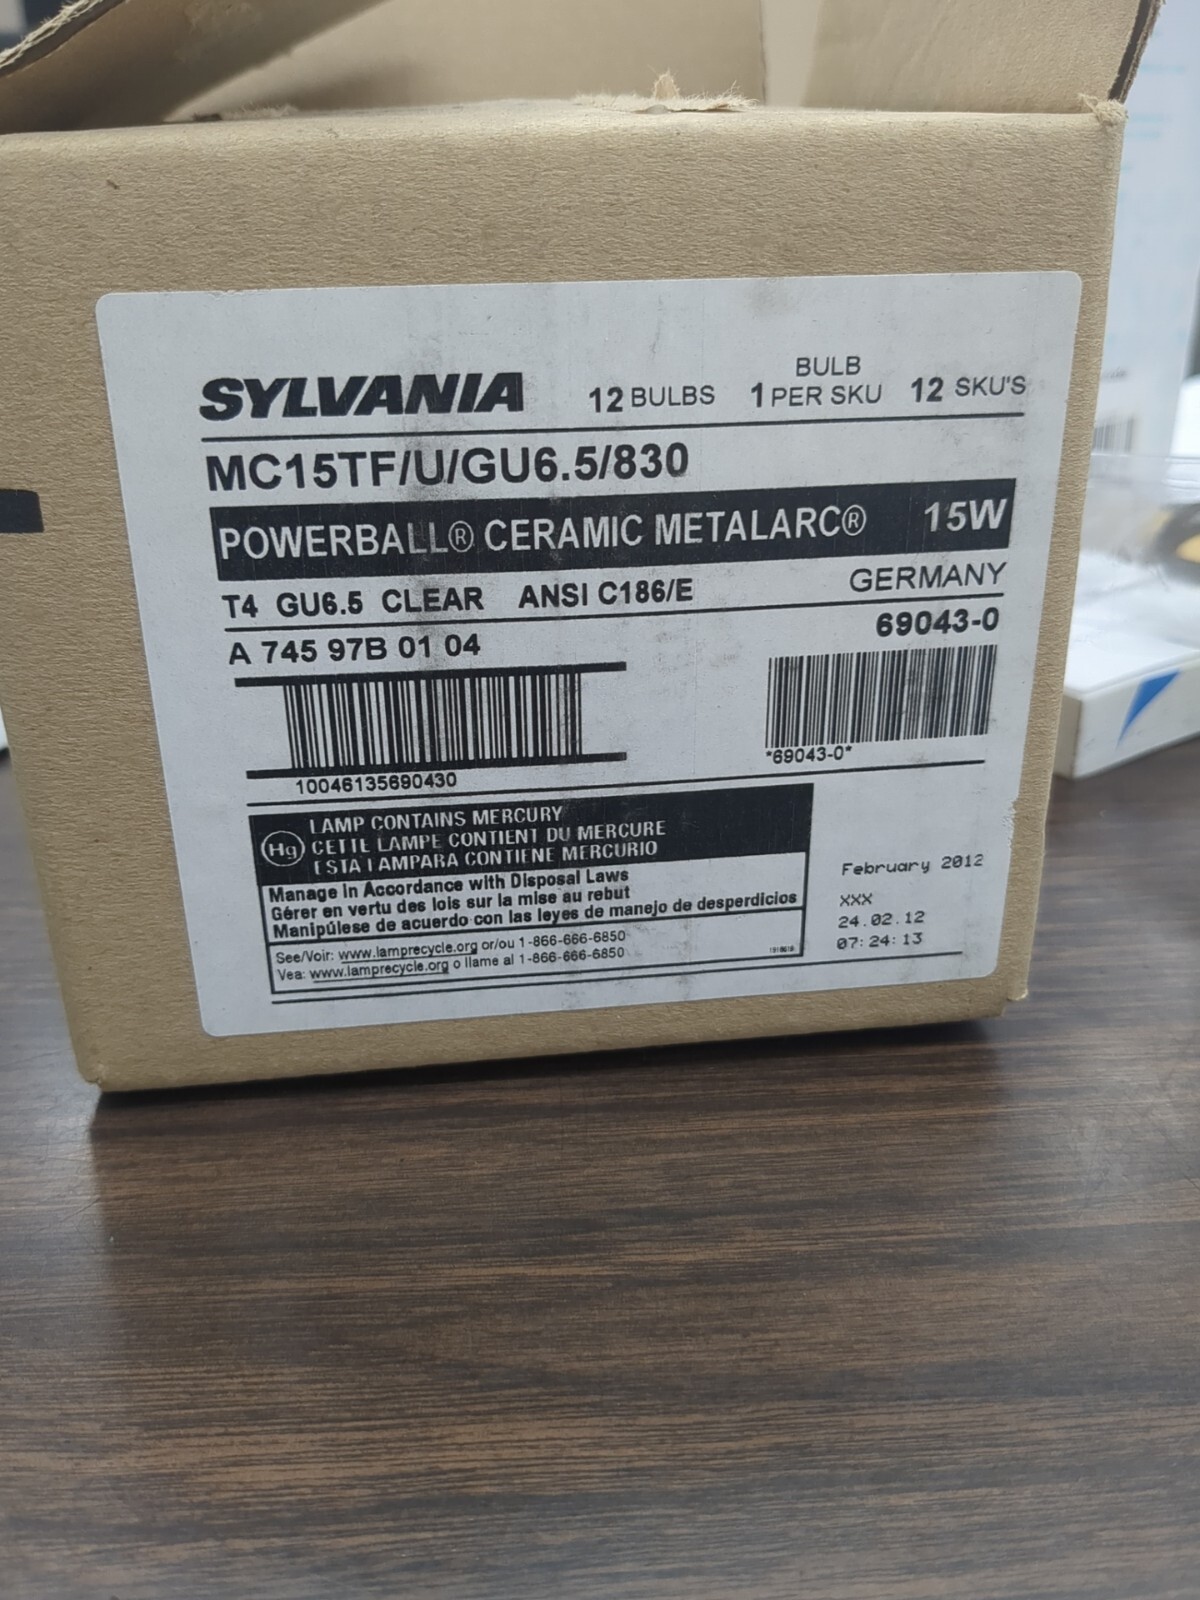 SYLVANIA 12 BULBS 1 BULB PER SKU 12 SKU'S
MC15TF/U/GU6.5/830
POWERBALL® CERAMIC METALARC® 15W
T4 GU6.5 CLEAR ANSI C186/E GERMANY
A 745 97B 01 04 69043-0
10046135690430
*69043-0*
Hg
LAMP CONTAINS MERCURY
CETTE LAMPE CONTIENT DU MERCURE
ESTA LAMPARA CONTIENE MERCURIO
Manage in Accordance with Disposal Laws
Gérer en vertu des lois sur la mise au rebut
Manipúlese de acuerdo con las leyes de manejo de desperdicios
See/Voir: www.lamprecycle.org or/ou 1-866-666-6850
Vea: www.lamprecycle.org o llame al 1-866-666-6850
February 2012
XXX
24.02.12
07:24:13